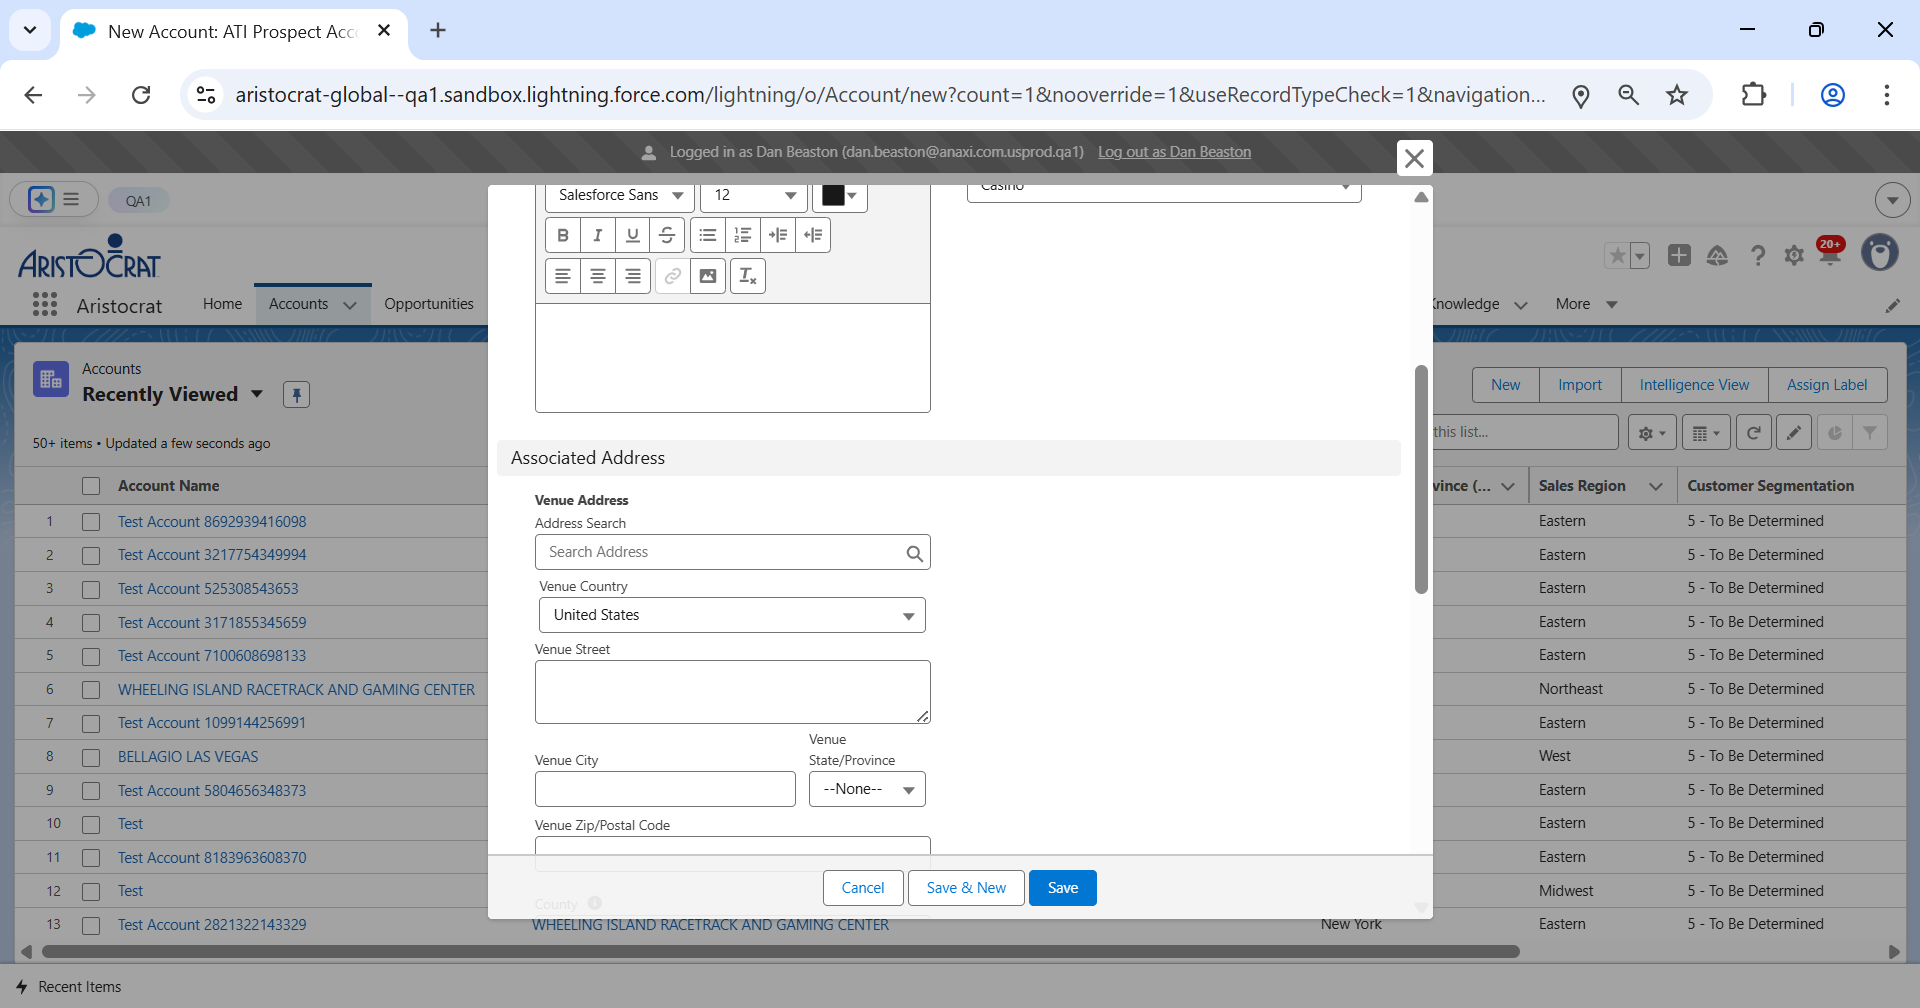 New Account: ATI Prospect Acc
aristocrat-global--qa1.sandbox.lightning.force.com/lightning/o/Account/new?count=1&nooverride=1&useRecordTypeCheck=1&navigation...
Logged in as Dan Beaston (dan.beaston@anaxi.com.usprod.qa1) Log out as Dan Beaston
QA1
Salesforce Sans 12
Casino
B I U S
ARISTOCRAT
20+
Aristocrat Home Accounts Opportunities
Knowledge More
Accounts
Recently Viewed
New Import Intelligence View Assign Label
50+ items • Updated a few seconds ago
this list...
Account Name
vince (... Sales Region Customer Segmentation
1 Test Account 8692939416098 Eastern 5 - To Be Determined
2 Test Account 3217754349994 Eastern 5 - To Be Determined
3 Test Account 525308543653 Eastern 5 - To Be Determined
4 Test Account 3171855345659 Eastern 5 - To Be Determined
5 Test Account 7100608698133 Eastern 5 - To Be Determined
6 WHEELING ISLAND RACETRACK AND GAMING CENTER Northeast 5 - To Be Determined
7 Test Account 1099144256991 Eastern 5 - To Be Determined
8 BELLAGIO LAS VEGAS West 5 - To Be Determined
9 Test Account 5804656348373 Eastern 5 - To Be Determined
10 Test Eastern 5 - To Be Determined
11 Test Account 8183963608370 Eastern 5 - To Be Determined
12 Test Midwest 5 - To Be Determined
13 Test Account 2821322143329 WHEELING ISLAND RACETRACK AND GAMING CENTER New York Eastern 5 - To Be Determined
Associated Address
Venue Address
Address Search
Search Address
Venue Country
United States
Venue Street
Venue City
Venue
State/Province
--None--
Venue Zip/Postal Code
County
Cancel Save & New Save
Recent Items